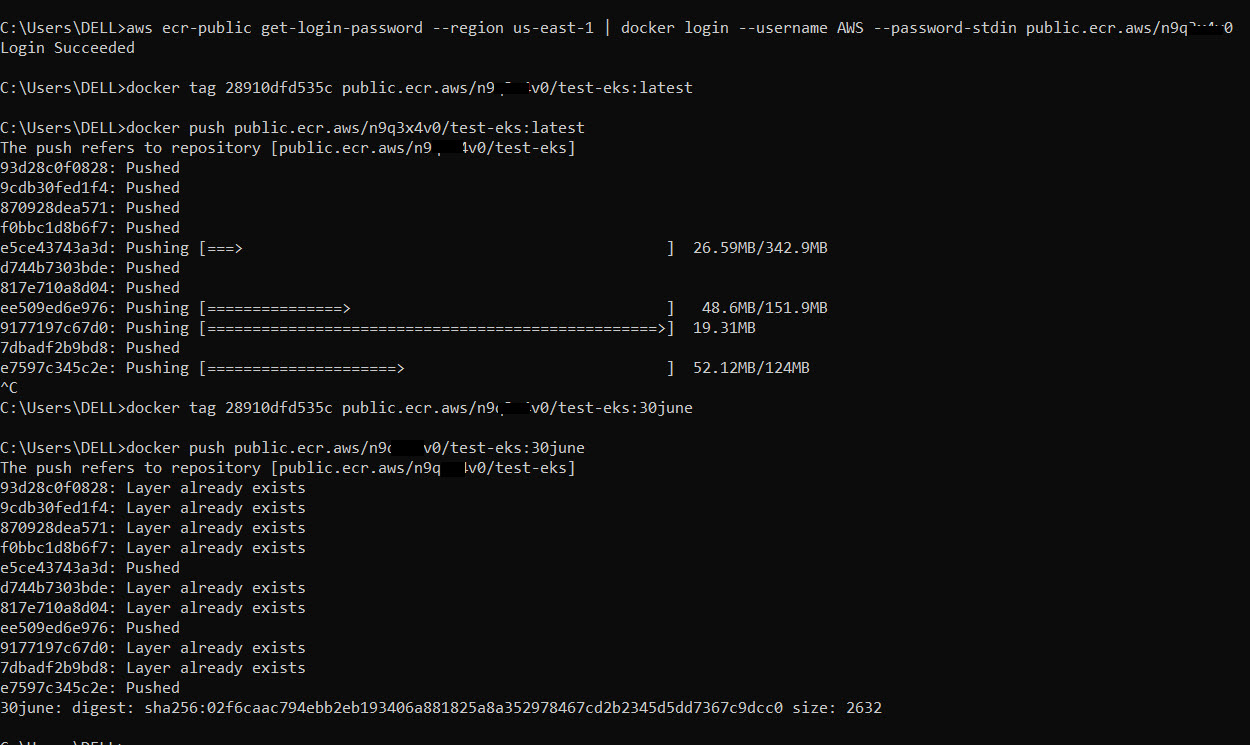 C:\Users\DELL>aws ecr-public get-login-password --region us-east-1 | docker login --username AWS --password-stdin public.ecr.aws/n9q 0
Login Succeeded
C:\Users\DELL>docker tag 28910dfd535c public.ecr.aws/n9 v0/test-eks:latest
C:\Users\DELL>docker push public.ecr.aws/n9q3x4v0/test-eks:latest
The push refers to repository [public.ecr.aws/n9 4v0/test-eks]
93d28c0f0828: Pushed
9cdb30fed1f4: Pushed
870928dea571: Pushed
f0bbc1d8b6f7: Pushed
e5ce43743a3d: Pushing [===> ] 26.59MB/342.9MB
d744b7303bde: Pushed
817e710a8d04: Pushed
ee509ed6e976: Pushing [===============> ] 48.6MB/151.9MB
9177197c67d0: Pushing [==================================================>] 19.31MB
7dbadf2b9bd8: Pushed
e7597c345c2e: Pushing [=====================> ] 52.12MB/124MB
^C
C:\Users\DELL>docker tag 28910dfd535c public.ecr.aws/n9 v0/test-eks:30june
C:\Users\DELL>docker push public.ecr.aws/n9 v0/test-eks:30june
The push refers to repository [public.ecr.aws/n9q 4v0/test-eks]
93d28c0f0828: Layer already exists
9cdb30fed1f4: Layer already exists
870928dea571: Layer already exists
f0bbc1d8b6f7: Layer already exists
e5ce43743a3d: Pushed
d744b7303bde: Layer already exists
817e710a8d04: Layer already exists
ee509ed6e976: Pushed
9177197c67d0: Layer already exists
7dbadf2b9bd8: Layer already exists
e7597c345c2e: Pushed
30june: digest: sha256:02f6caac794ebb2eb193406a881825a8a352978467cd2b2345d5dd7367c9dcc0 size: 2632